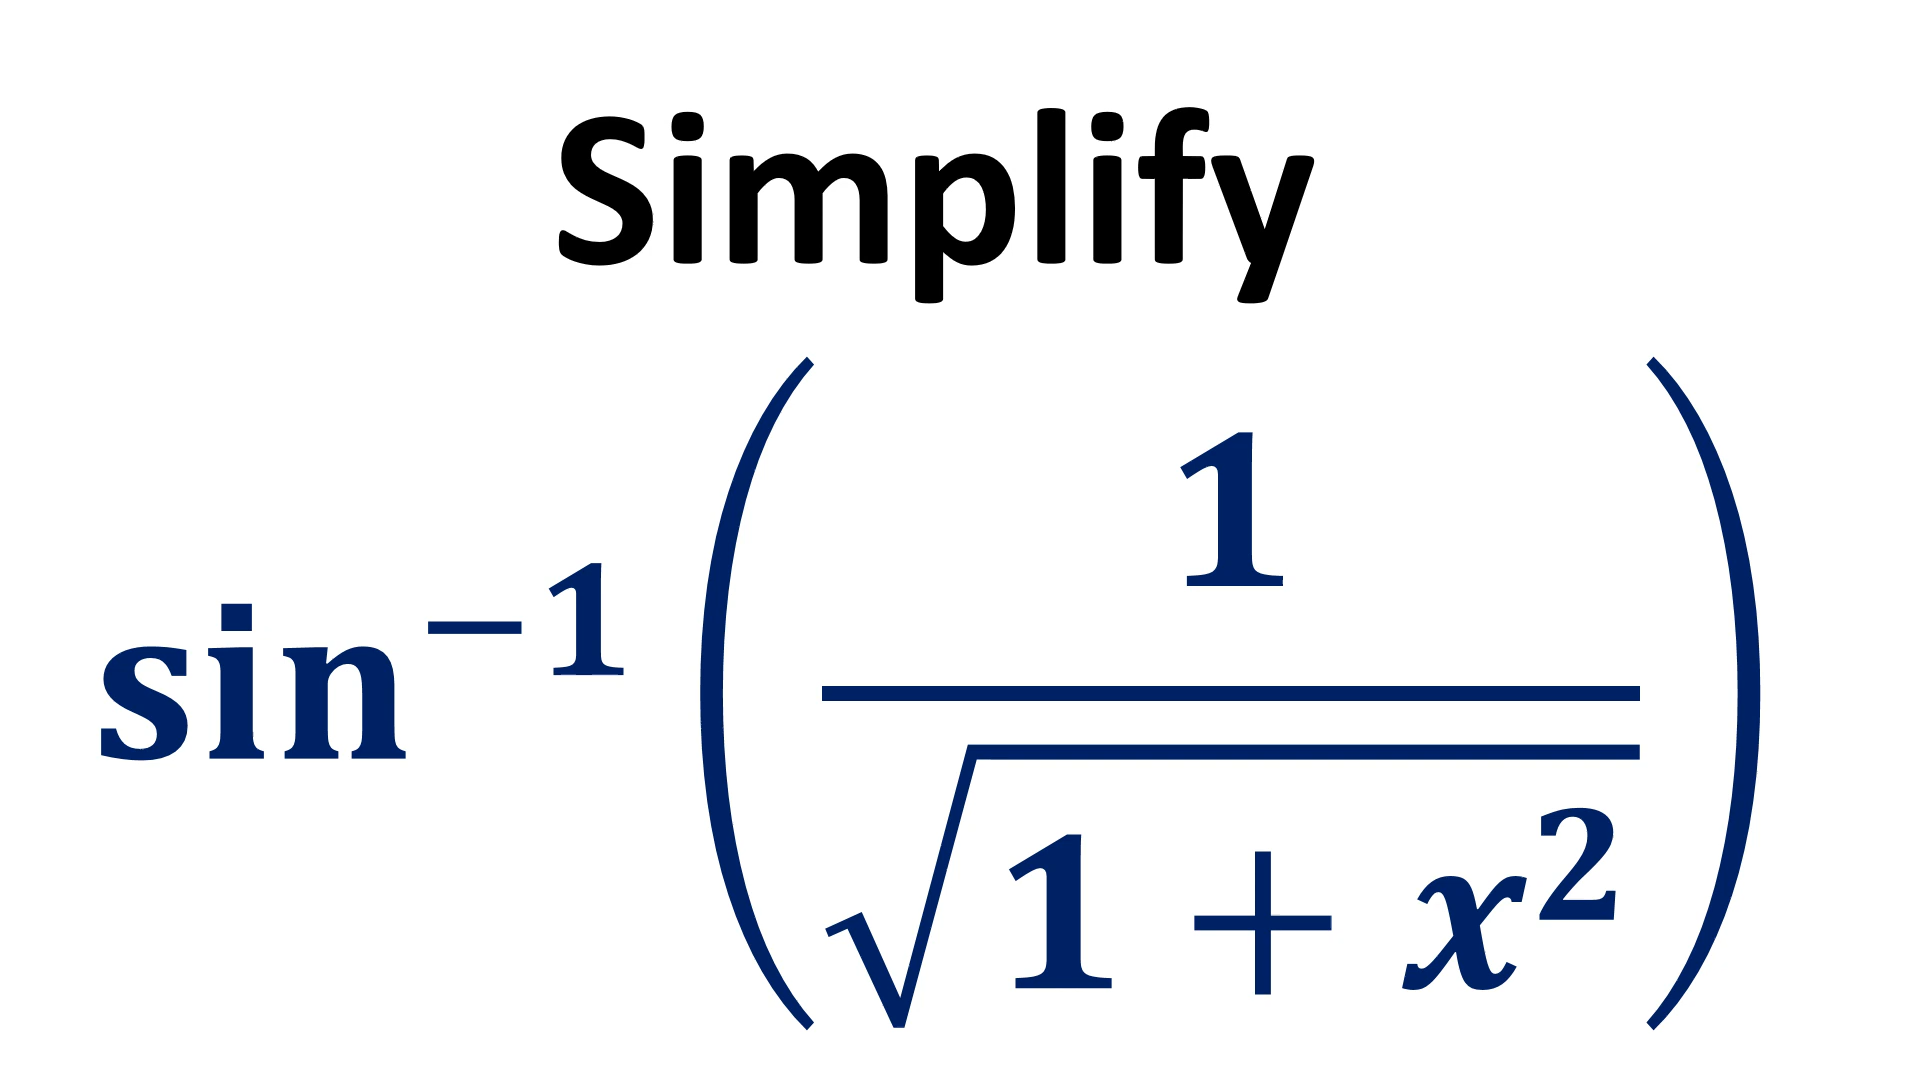 Simplify
sin⁻¹(1/√(1 + x²))